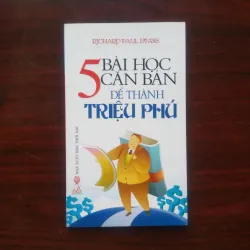 RICHARD PAUL EVANS
5 BÀI HỌC
CĂN BẢN
ĐỂ THÀNH
TRIỆU PHÚ